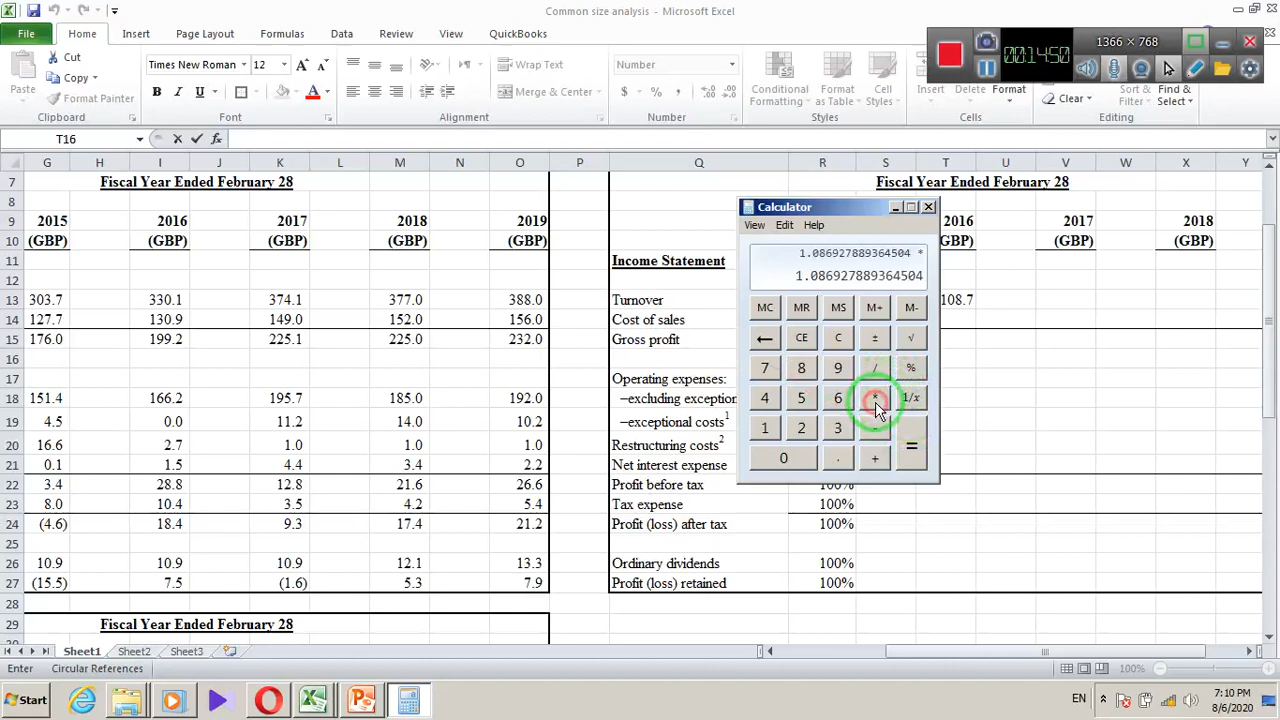 Common size analysis - Microsoft Excel
File Home Insert Page Layout Formulas Data Review View QuickBooks
1366 × 768
00:14:50
Paste
Cut
Copy
Format Painter
Clipboard
Times New Roman 12
B I U
Font
Wrap Text
Merge & Center
Alignment
Number
$ % ,
Number
Conditional Formatting
Format as Table
Cell Styles
Styles
Insert Delete Format
Cells
Clear
Find & Select
Editing
T16 fx
G H I J K L M N O P Q R S T U V W X Y
7 Fiscal Year Ended February 28 Fiscal Year Ended February 28
8
9 2015 2016 2017 2018 2019 2016 2017 2018
10 (GBP) (GBP) (GBP) (GBP) (GBP) (GBP) (GBP) (GBP)
11 Income Statement
12
13 303.7 330.1 374.1 377.0 388.0 Turnover 108.7
14 127.7 130.9 149.0 152.0 156.0 Cost of sales
15 176.0 199.2 225.1 225.0 232.0 Gross profit
16
17 Operating expenses:
18 151.4 166.2 195.7 185.0 192.0 –excluding exception
19 4.5 0.0 11.2 14.0 10.2 –exceptional costs1
20 16.6 2.7 1.0 1.0 1.0 Restructuring costs2
21 0.1 1.5 4.4 3.4 2.2 Net interest expense
22 3.4 28.8 12.8 21.6 26.6 Profit before tax 100%
23 8.0 10.4 3.5 4.2 5.4 Tax expense 100%
24 (4.6) 18.4 9.3 17.4 21.2 Profit (loss) after tax 100%
25
26 10.9 10.9 10.9 12.1 13.3 Ordinary dividends 100%
27 (15.5) 7.5 (1.6) 5.3 7.9 Profit (loss) retained 100%
28
29 Fiscal Year Ended February 28
Calculator
View Edit Help
1.086927889364504 *
1.086927889364504
MC MR MS M+ M-
← CE C ± √
7 8 9 / %
4 5 6 * 1/x
1 2 3 - =
0 . +
Sheet1 Sheet2 Sheet3
Enter Circular References 100%
Start
EN
7:10 PM
8/6/2020